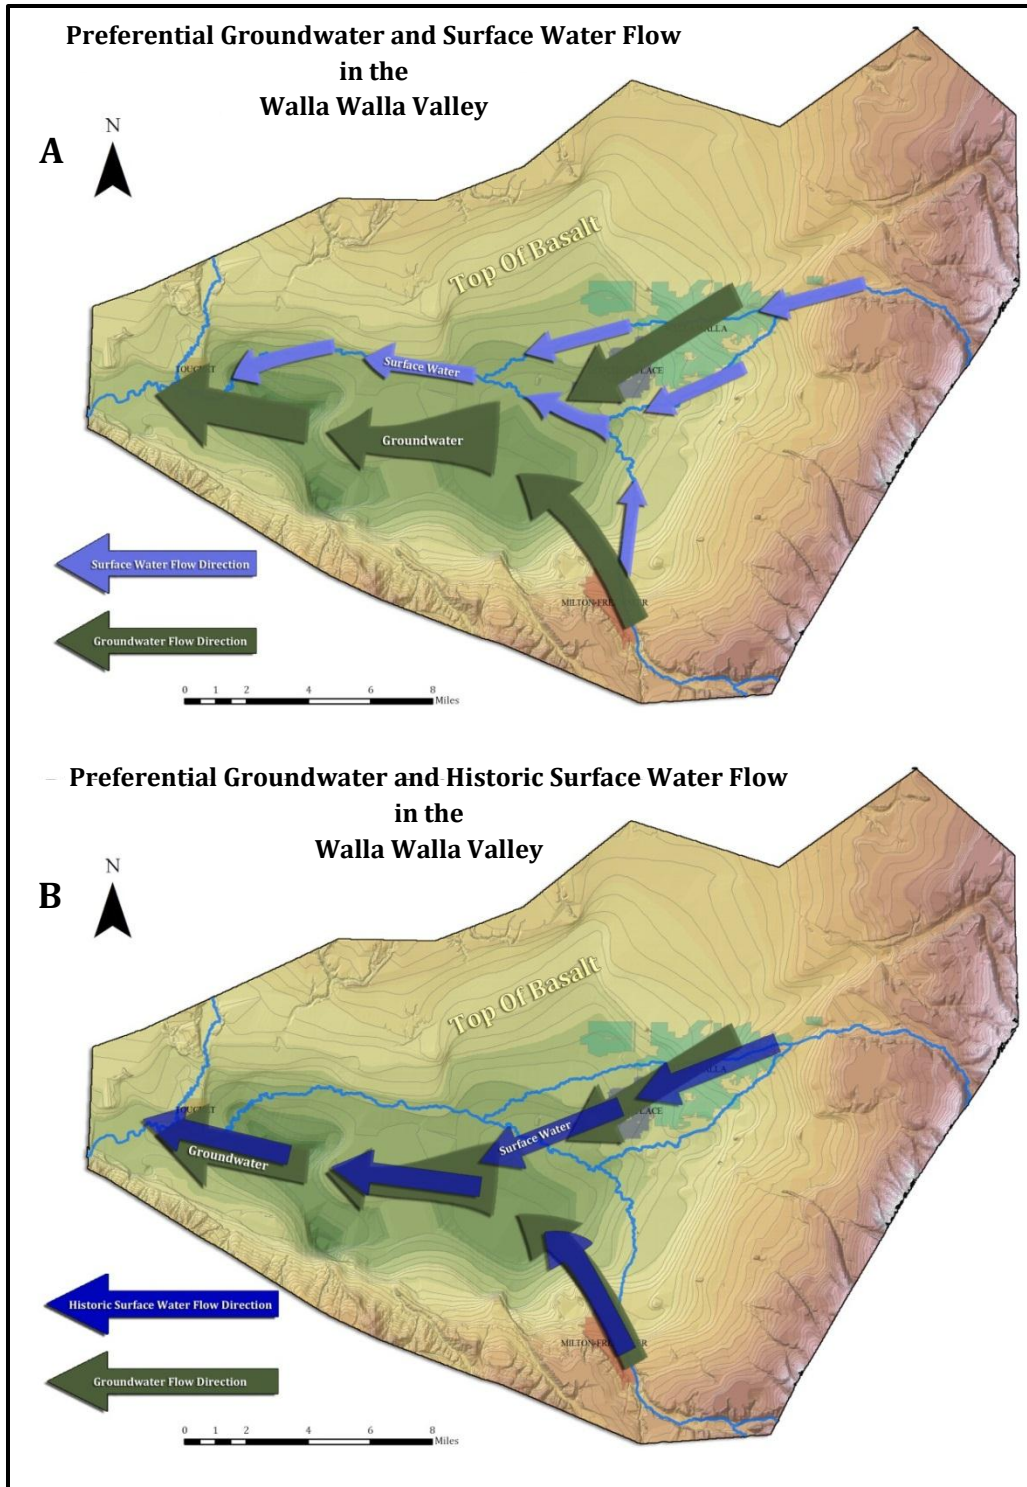 Preferential Groundwater and Surface Water Flow
in the
Walla Walla Valley
N
A
Top Of Basalt
Surface Water
Groundwater
Surface Water Flow Direction
Groundwater Flow Direction
0 1 2 4 6 8
Miles
Preferential Groundwater and Historic Surface Water Flow
in the
Walla Walla Valley
N
B
Top Of Basalt
Surface Water
Groundwater
Historic Surface Water Flow Direction
Groundwater Flow Direction
0 1 2 4 6 8
Miles